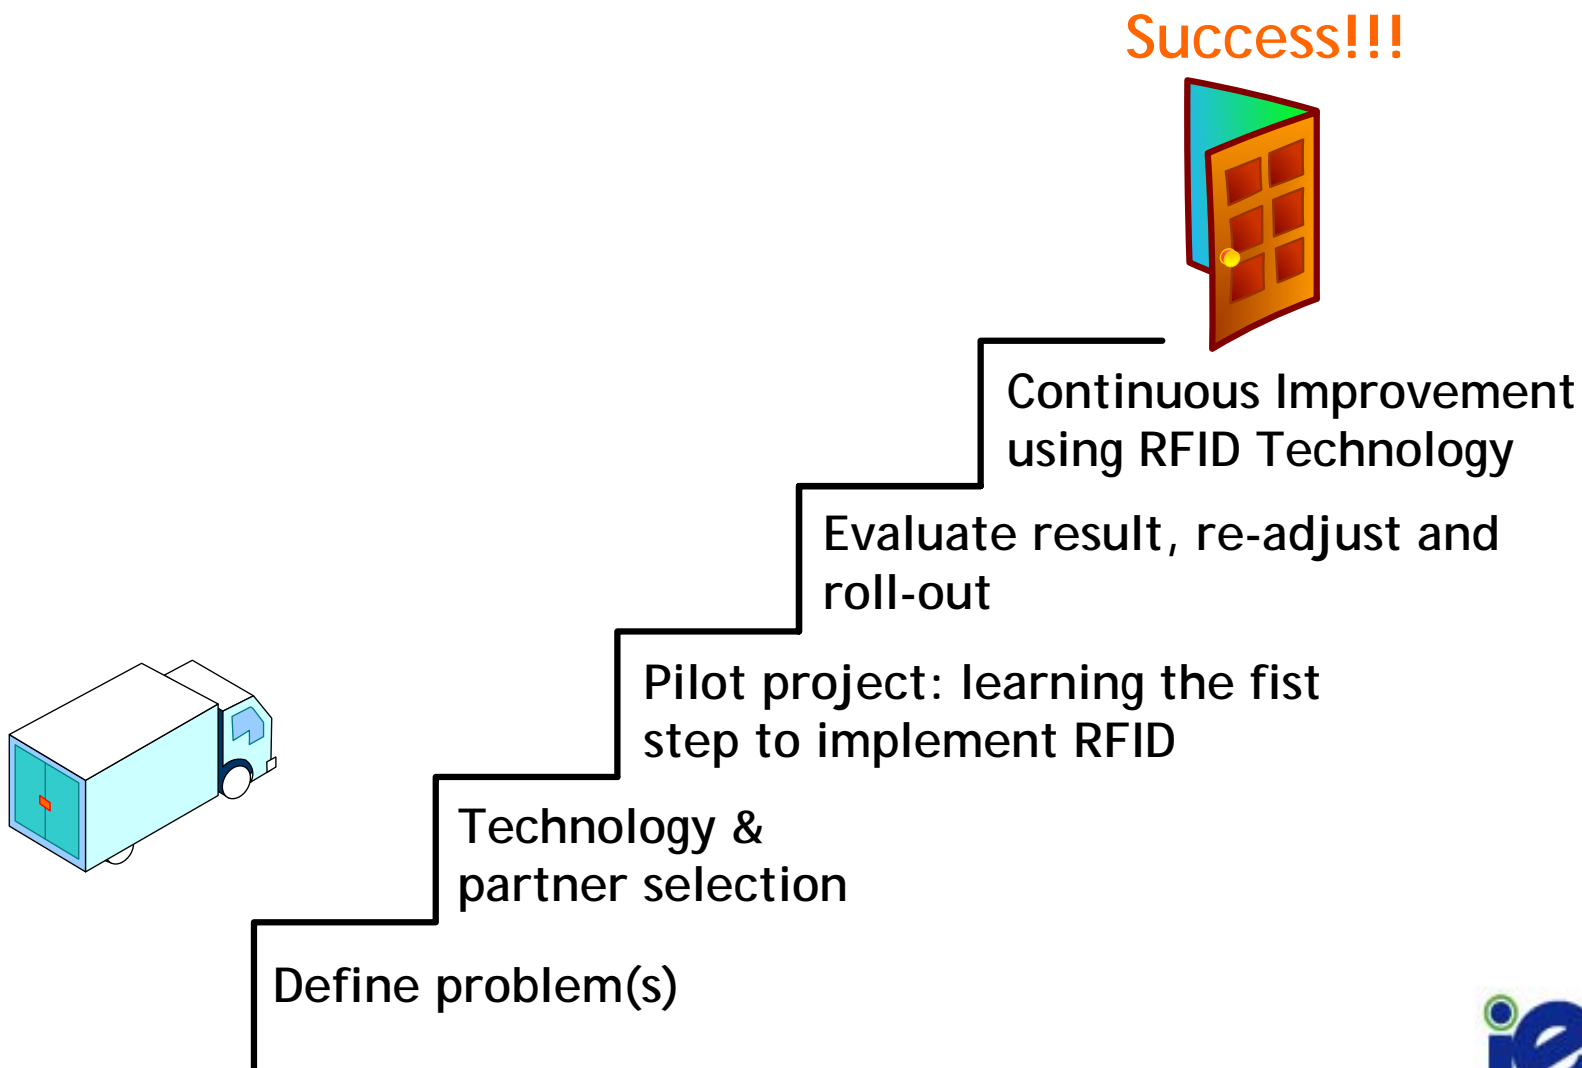 Success!!!
Continuous Improvement
using RFID Technology
Evaluate result, re-adjust and
roll-out
Pilot project: learning the fist
step to implement RFID
Technology &
partner selection
Define problem(s)
ie